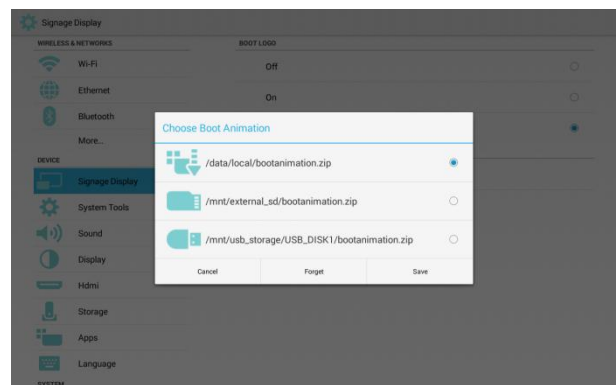 Signage Display
WIRELESS & NETWORKS
BOOT LOGO
Wi-Fi
Off
Ethernet
On
Bluetooth
More...
Choose Boot Animation
/data/local/bootanimation.zip
/mnt/external_sd/bootanimation.zip
/mnt/usb_storage/USB_DISK1/bootanimation.zip
Cancel
Forget
Save
DEVICE
Signage Display
System Tools
Sound
Display
Hdmi
Storage
Apps
Language
SYSTEM